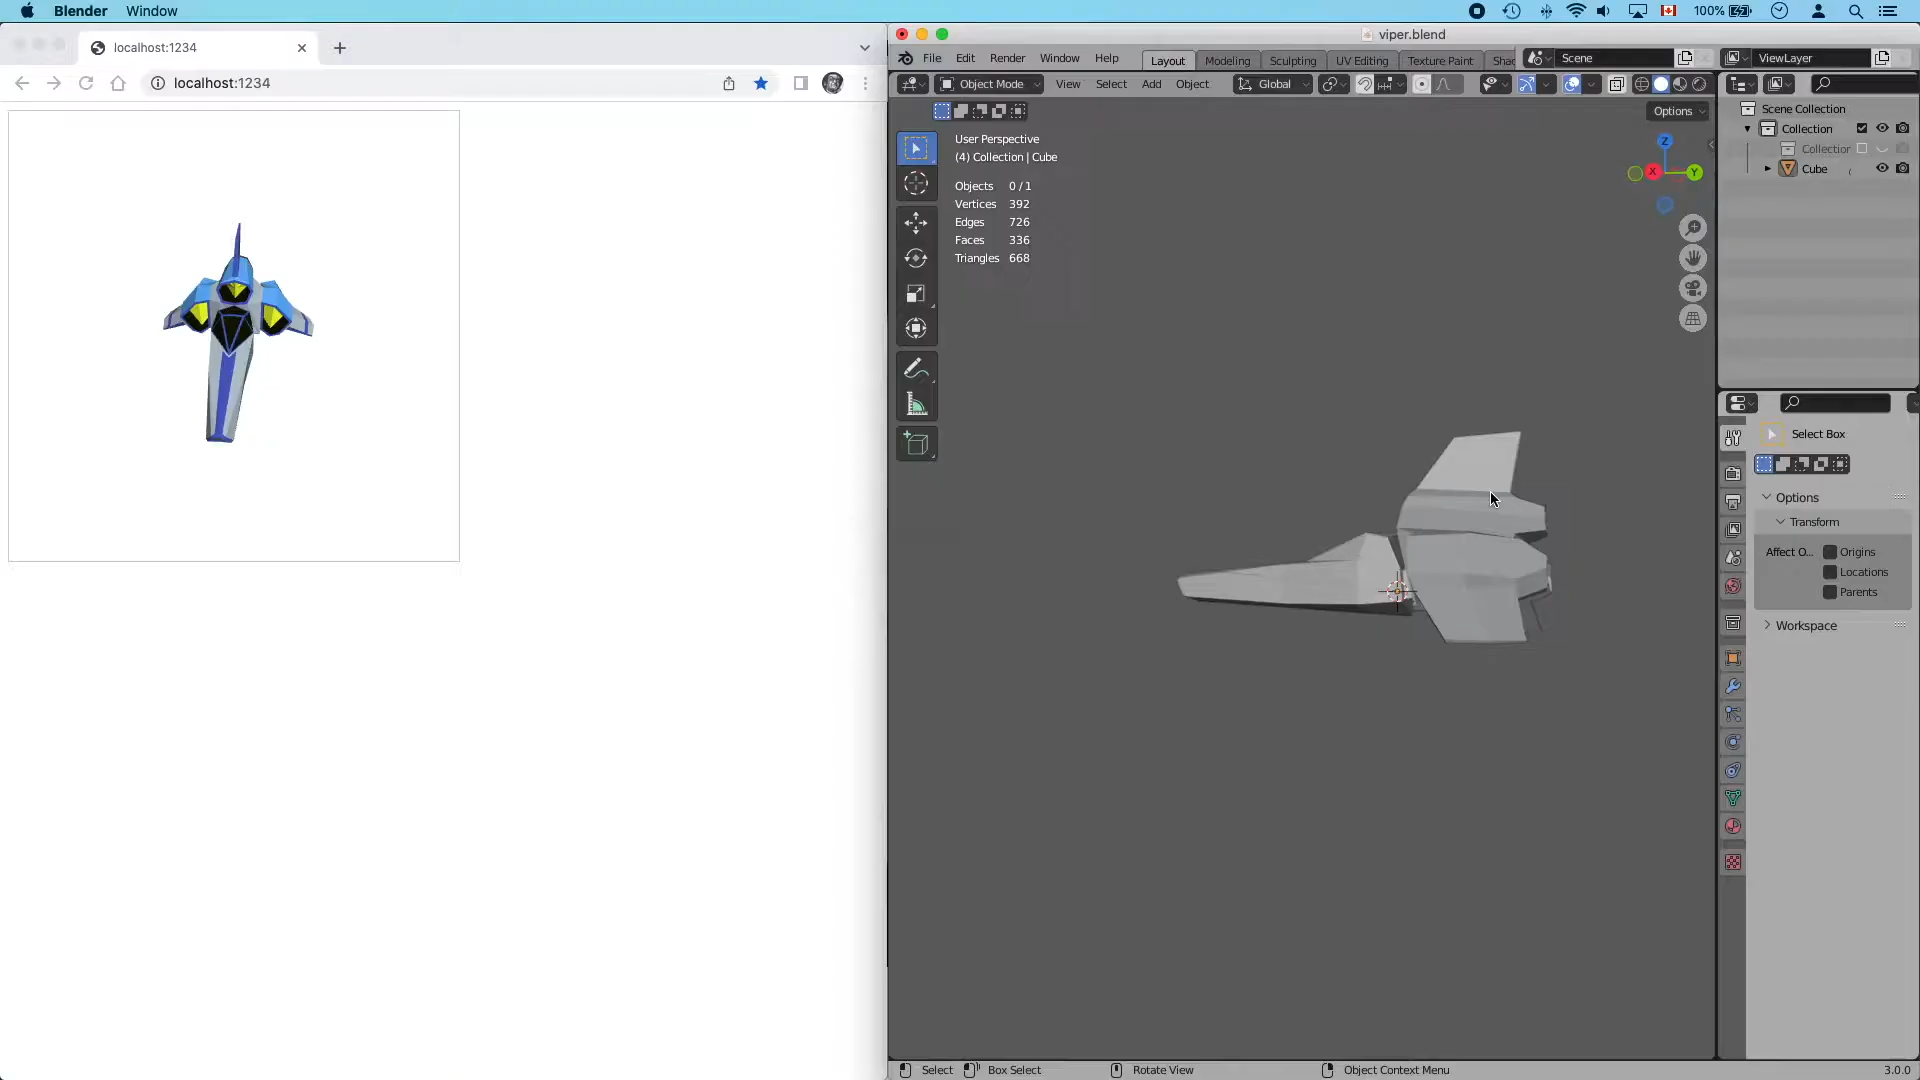 Blender Window
100%
localhost:1234
localhost:1234
viper.blend
File Edit Render Window Help
Layout Modeling Sculpting UV Editing Texture Paint Shac
Scene
ViewLayer
Object Mode
View Select Add Object
Global
Options
User Perspective
(4) Collection | Cube
Objects 0/1
Vertices 392
Edges 726
Faces 336
Triangles 668
Z
X
Y
Scene Collection
Collection
Collection
Cube
Select Box
Options
Transform
Affect O...
Origins
Locations
Parents
Workspace
Select Box Select Rotate View Object Context Menu
3.0.0